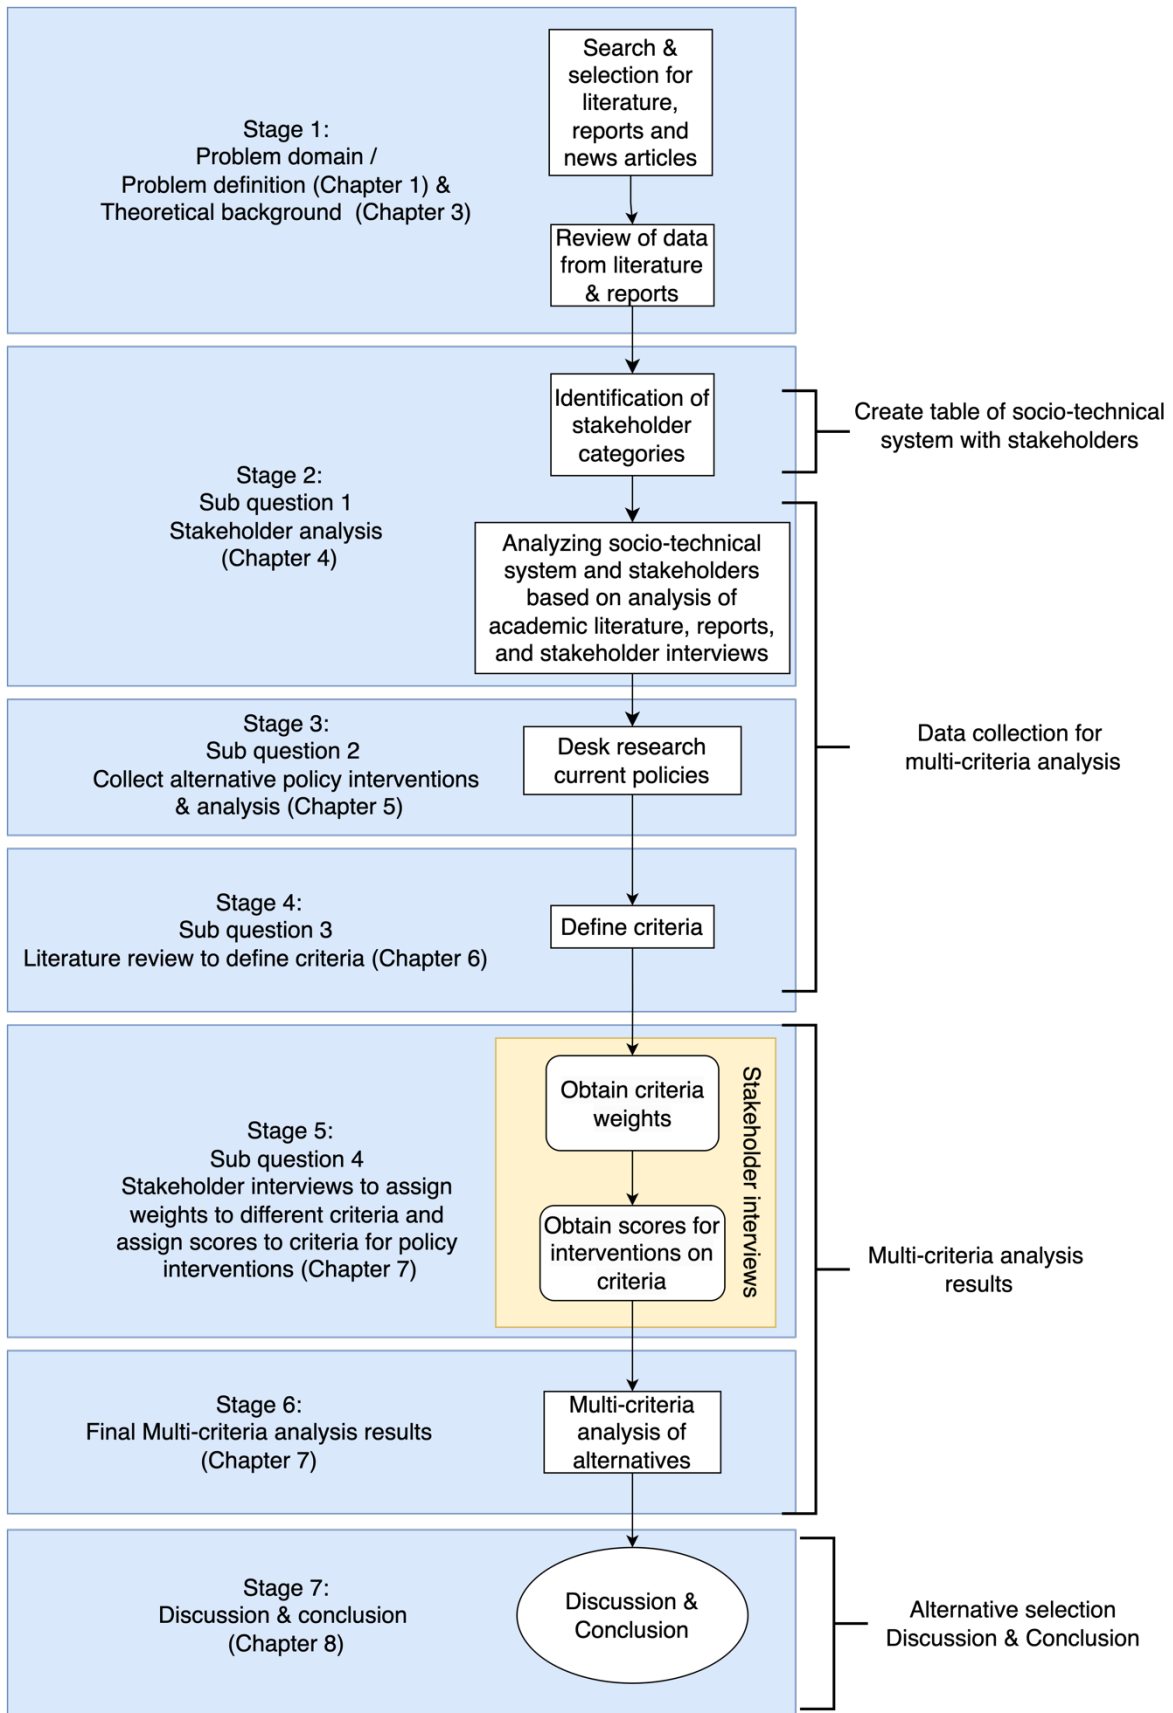 Stage 1:
Problem domain /
Problem definition (Chapter 1) &
Theoretical background (Chapter 3)
Search &
selection for
literature,
reports and
news articles
Review of data
from literature
& reports
Stage 2:
Sub question 1
Stakeholder analysis
(Chapter 4)
Identification of
stakeholder
categories
Create table of socio-technical
system with stakeholders
Analyzing socio-technical
system and stakeholders
based on analysis of
academic literature, reports,
and stakeholder interviews
Stage 3:
Sub question 2
Collect alternative policy interventions
& analysis (Chapter 5)
Desk research
current policies
Data collection for
multi-criteria analysis
Stage 4:
Sub question 3
Literature review to define criteria (Chapter 6)
Define criteria
Stage 5:
Sub question 4
Stakeholder interviews to assign
weights to different criteria and
assign scores to criteria for policy
interventions (Chapter 7)
Obtain criteria
weights
Obtain scores for
interventions on
criteria
Stakeholder interviews
Multi-criteria analysis
results
Stage 6:
Final Multi-criteria analysis results
(Chapter 7)
Multi-criteria
analysis of
alternatives
Stage 7:
Discussion & conclusion
(Chapter 8)
Discussion &
Conclusion
Alternative selection
Discussion & Conclusion